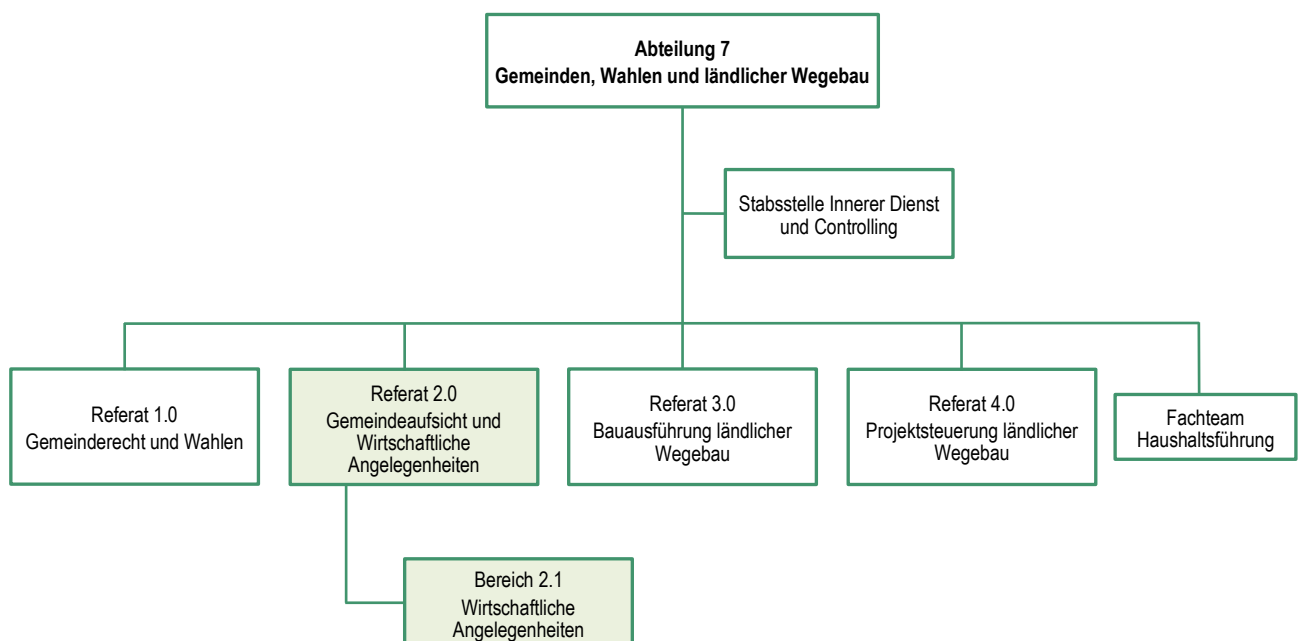 Abteilung 7
Gemeinden, Wahlen und ländlicher Wegebau
Stabsstelle Innerer Dienst
und Controlling
Referat 1.0
Gemeinderecht und Wahlen
Referat 2.0
Gemeindeaufsicht und
Wirtschaftliche
Angelegenheiten
Referat 3.0
Bauausführung ländlicher
Wegebau
Referat 4.0
Projektsteuerung ländlicher
Wegebau
Fachteam
Haushaltsführung
Bereich 2.1
Wirtschaftliche
Angelegenheiten